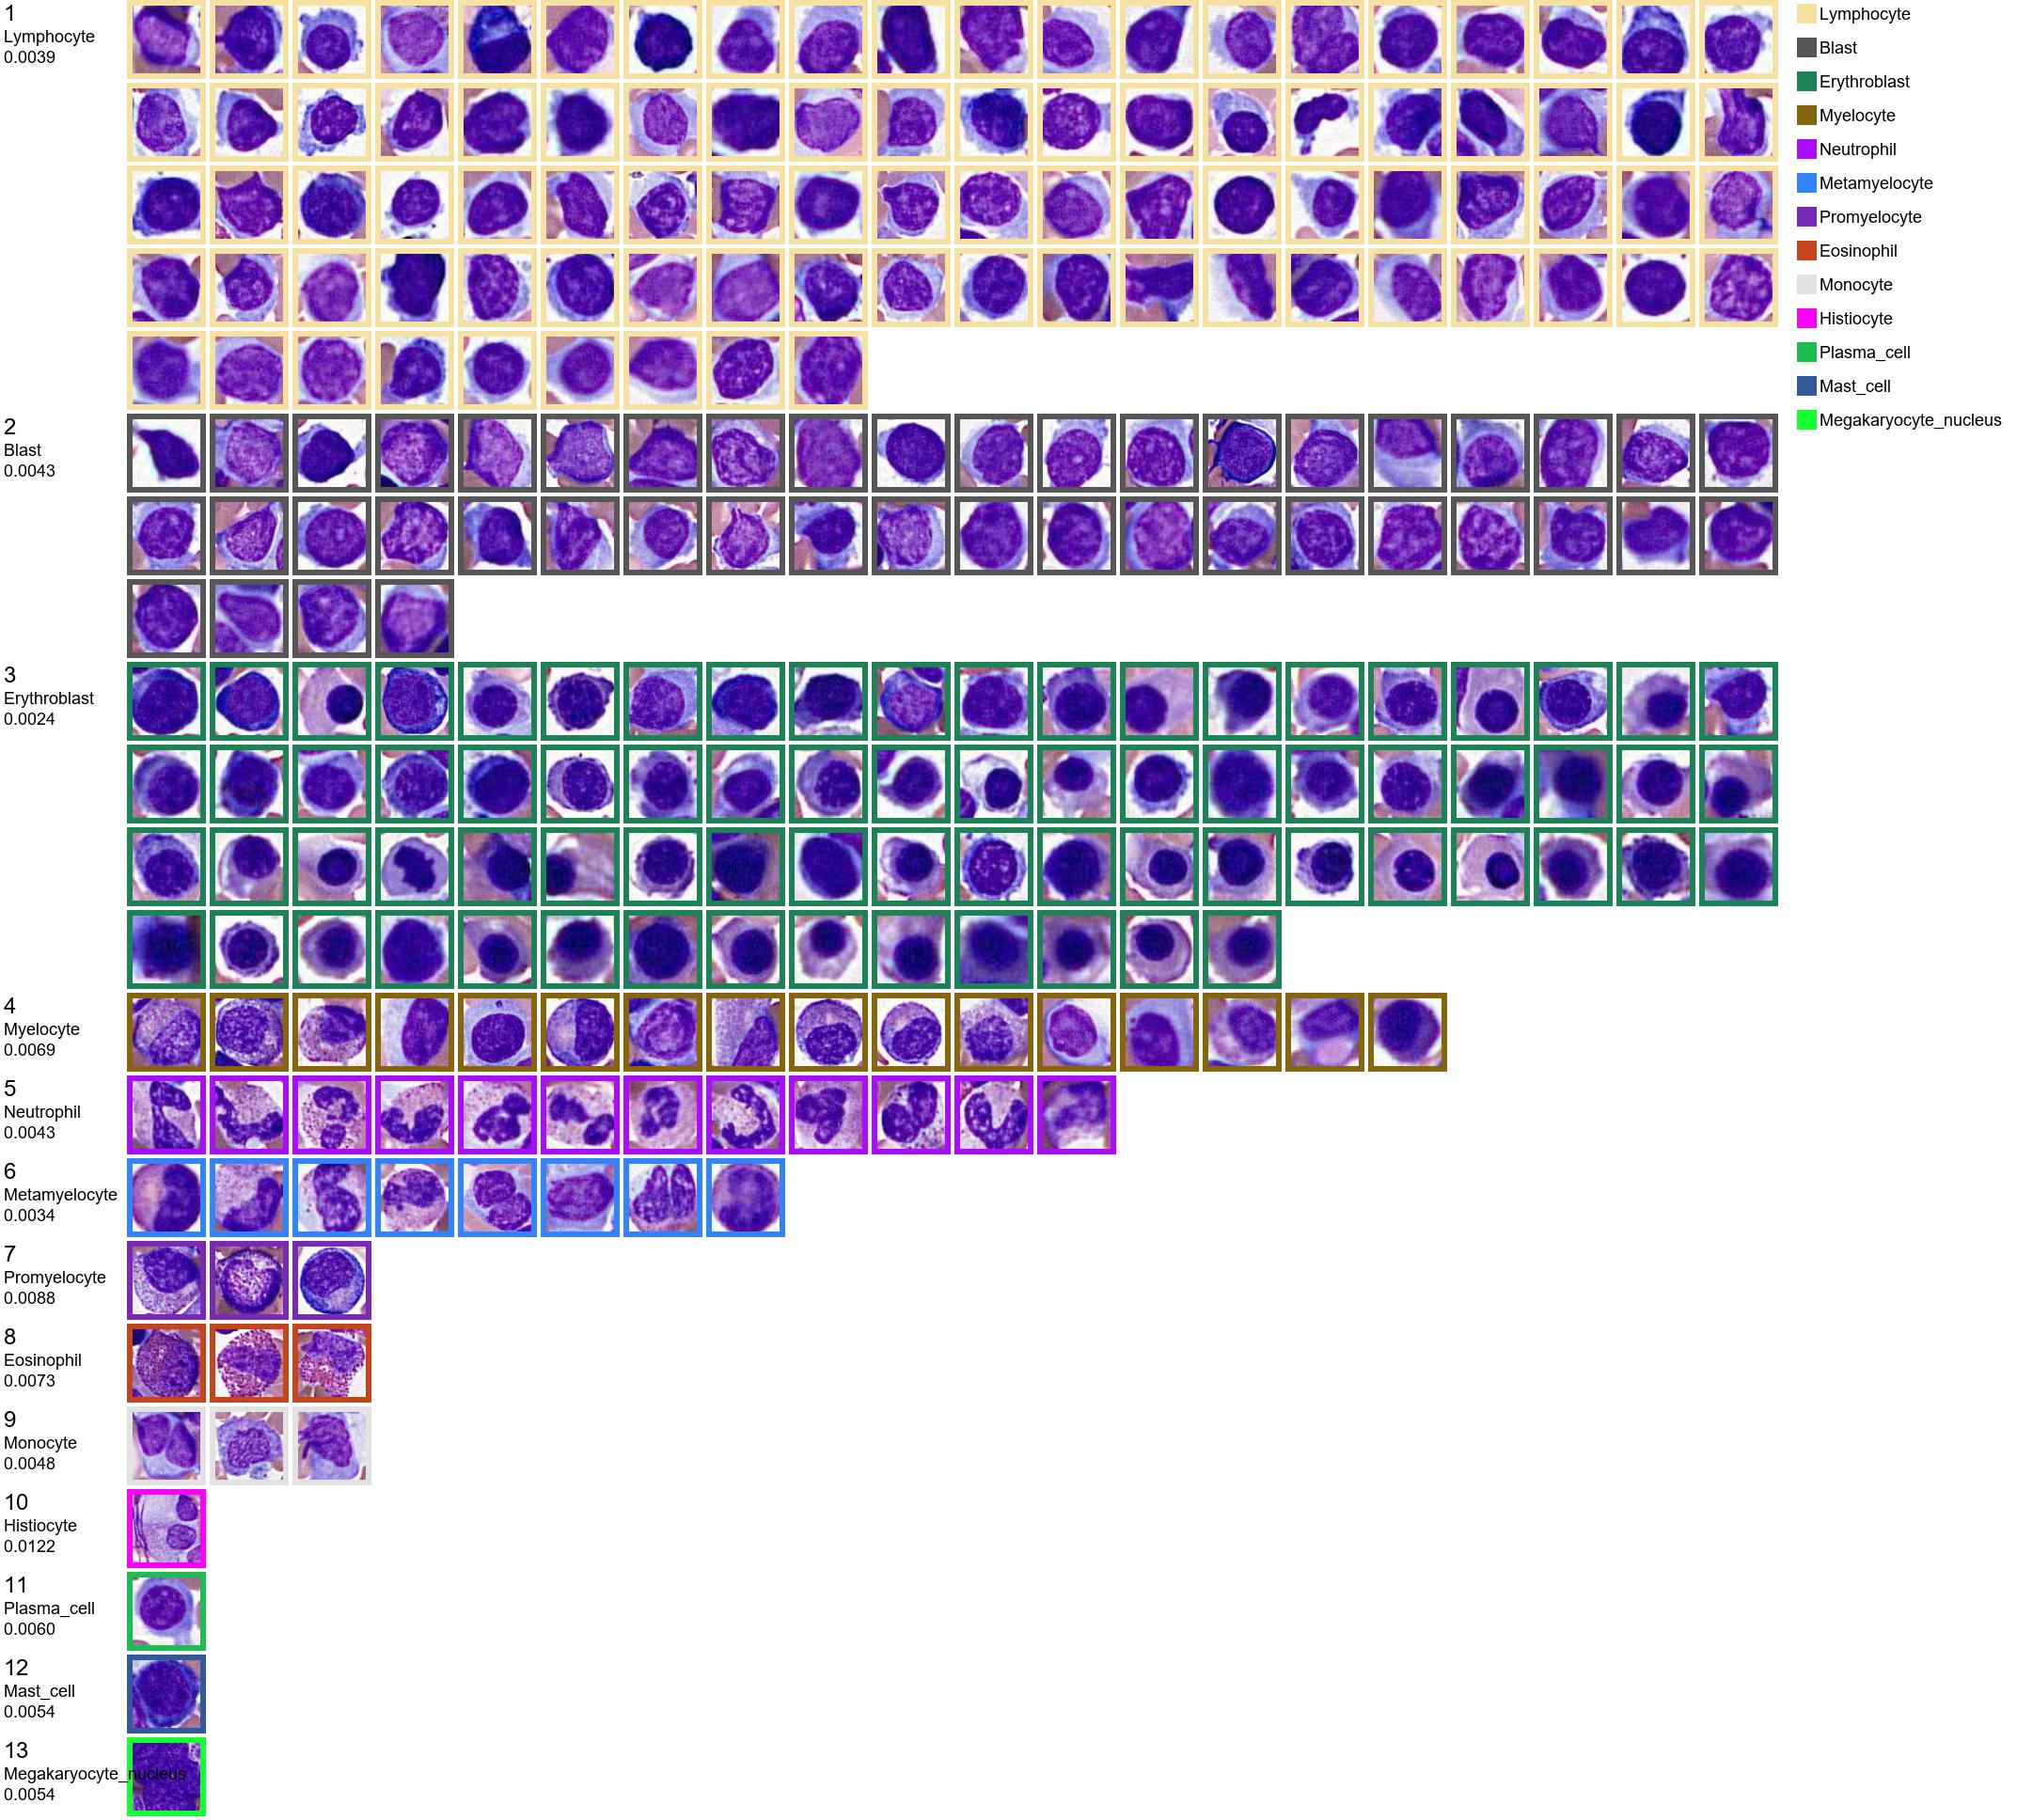 1
Lymphocyte
0.0039
2
Blast
0.0043
3
Erythroblast
0.0024
4
Myelocyte
0.0069
5
Neutrophil
0.0043
6
Metamyelocyte
0.0034
7
Promyelocyte
0.0088
8
Eosinophil
0.0073
9
Monocyte
0.0048
10
Histiocyte
0.0122
11
Plasma_cell
0.0060
12
Mast_cell
0.0054
13
Megakaryocyte_nucleus
0.0054
Lymphocyte
Blast
Erythroblast
Myelocyte
Neutrophil
Metamyelocyte
Promyelocyte
Eosinophil
Monocyte
Histiocyte
Plasma_cell
Mast_cell
Megakaryocyte_nucleus